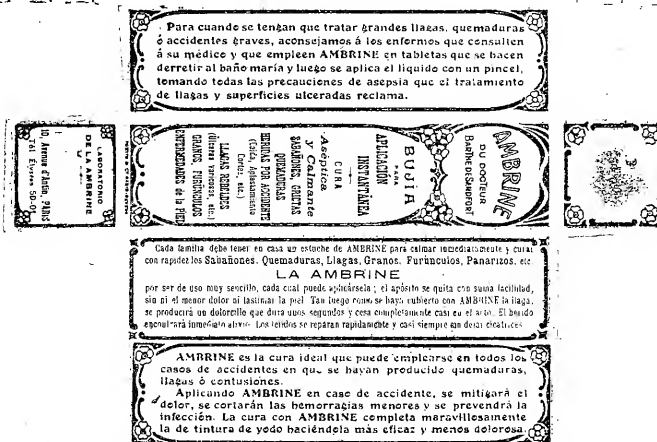 Para cuando se tengan que tratar grandes llagas, quemaduras
ó accidentes graves, aconsejamos á los enfermos que consulten
á su médico y que empleen AMBRINE en tabletas que se hacen
derretir al baño maría y luego se aplica el liquido con un pincel,
tomando todas las precauciones de asepsia que el tratamiento
de llagas y superficies ulceradas reclama.
LABORATORIO
DE LA AMBRINE
10, Avenue d'Antin, PARIS
Tél. Élysées 50-01
AMBRINE
DU DOCTEUR
BARTHE DE SANDFORT
BUJÍA
PARA
APLICACIÓN
INSTANTÁNEA
CURA
Aséptica
y Calmante
QUEMADURAS
SABAÑONES, GRIETAS
HERIDAS POR ACCIDENTE
(Caída, Aplastamiento
Cortes, etc.)
LLAGAS REBELDES
(Úlceras varicosas, etc.)
GRANOS, FURÚNCULOS
ENFERMEDADES de la PIEL
Cada familia debe tener en casa un estuche de AMBRINE para calmar inmediatamente y curar
con rapidez los Sabañones, Quemaduras, Llagas, Granos, Furúnculos, Panarizos, etc.
LA AMBRINE
por ser de uso muy sencillo, cada cual puede aplicársela; el apósito se quita con suma facilidad,
sin ni el menor dolor ni lastimar la piel. Tan luego como se haya cubierto con AMBRINE la llaga,
se producirá un dolorcillo que dura unos segundos y cesa completamente casi en el acto. El herido
encontrará inmediato alivio. Los tejidos se reparan rapidamente y casi siempre sin dejar cicatrices
AMBRINE es la cura ideal que puede emplearse en todos los
casos de accidentes en que se hayan producido quemaduras,
llagas ó contusiones.
Aplicando AMBRINE en caso de accidente, se mitigará el
dolor, se cortarán las hemorragias menores y se prevendrá la
infección. La cura con AMBRINE completa maravillosamente
la de tintura de yodo haciéndola más eficaz y menos dolorosa.